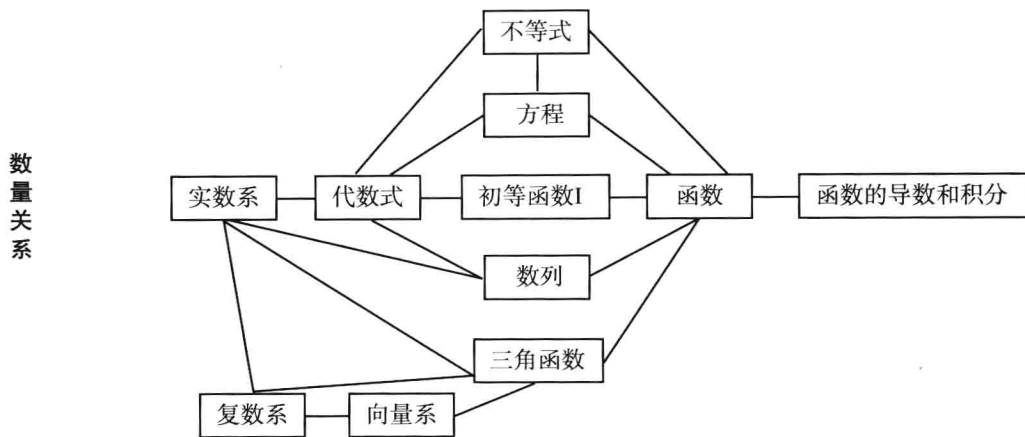 数量关系
不等式
方程
实数系
代数式
初等函数I
函数
函数的导数和积分
数列
三角函数
复数系
向量系